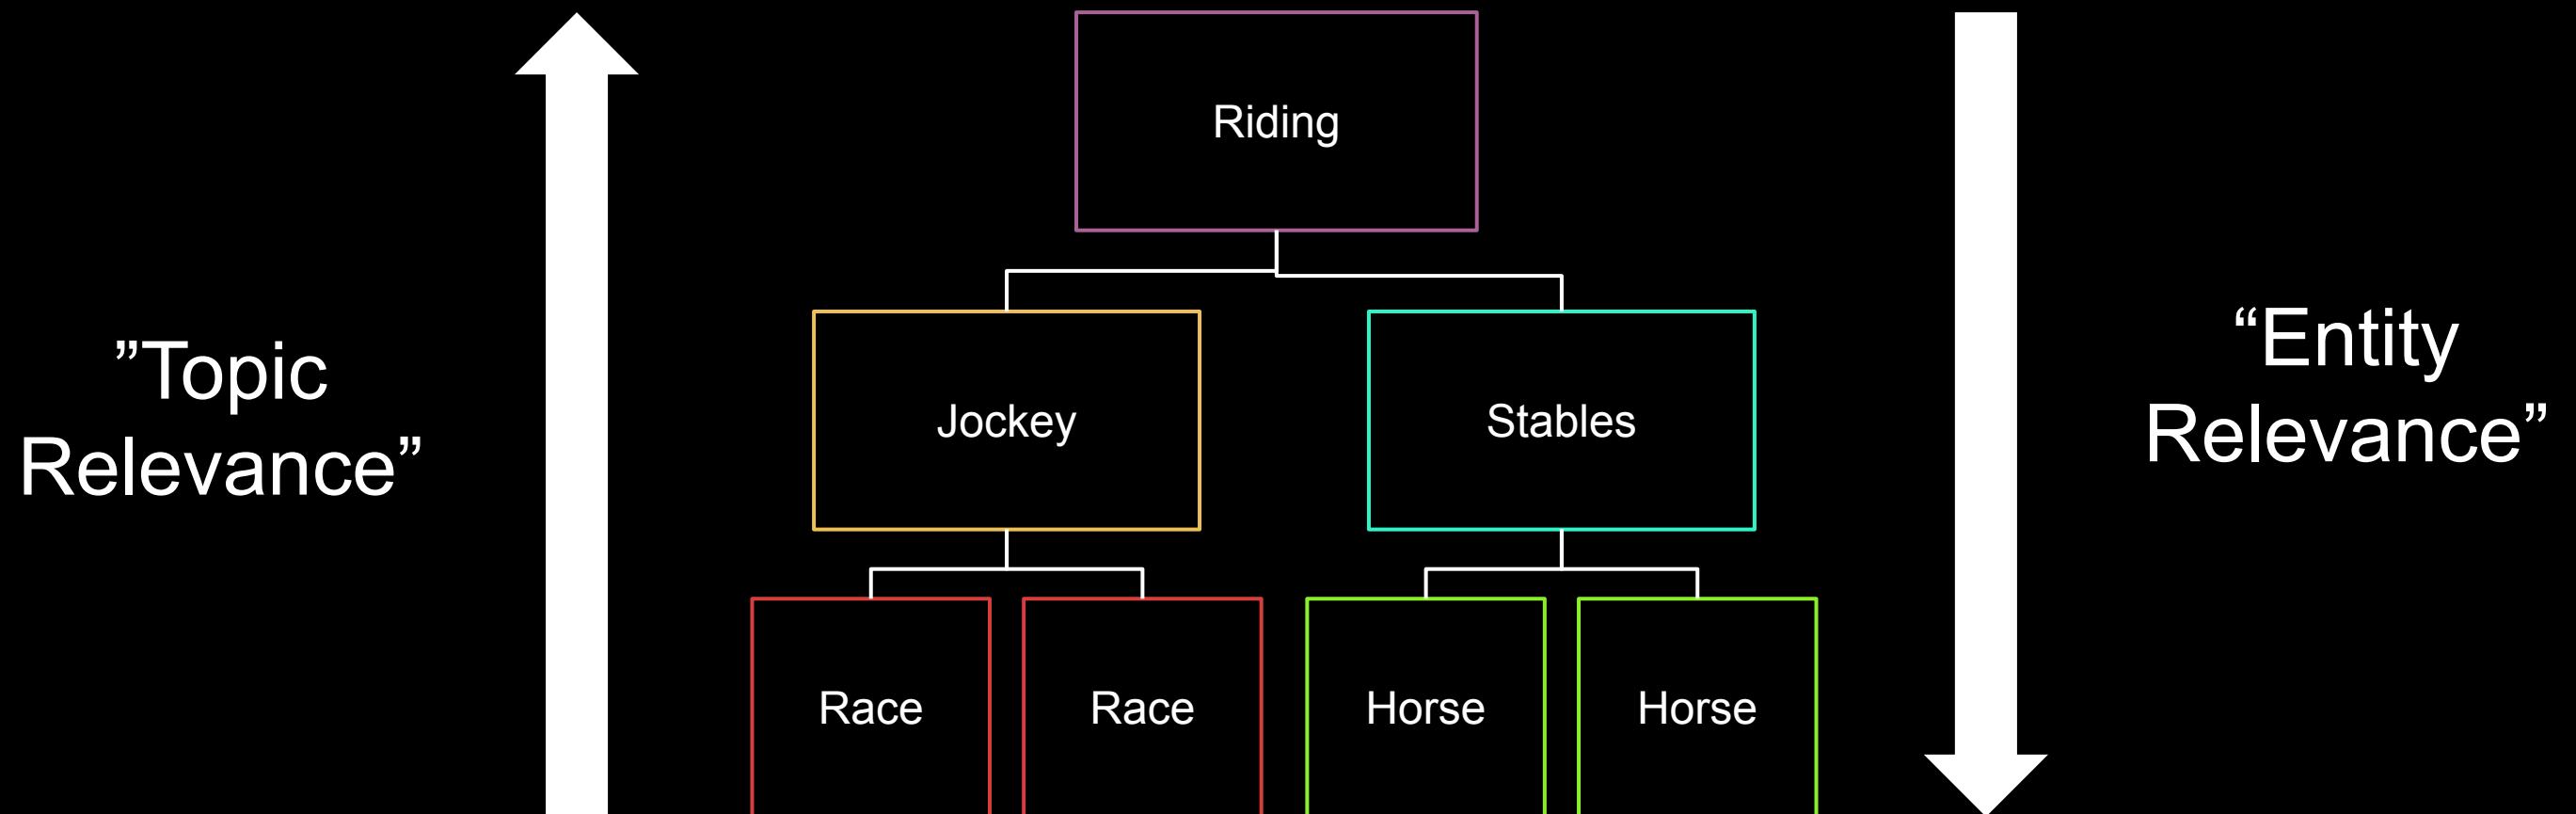 Riding
”Topic
Relevance”
Jockey
Stables
“Entity
Relevance”
Race
Race
Horse
Horse